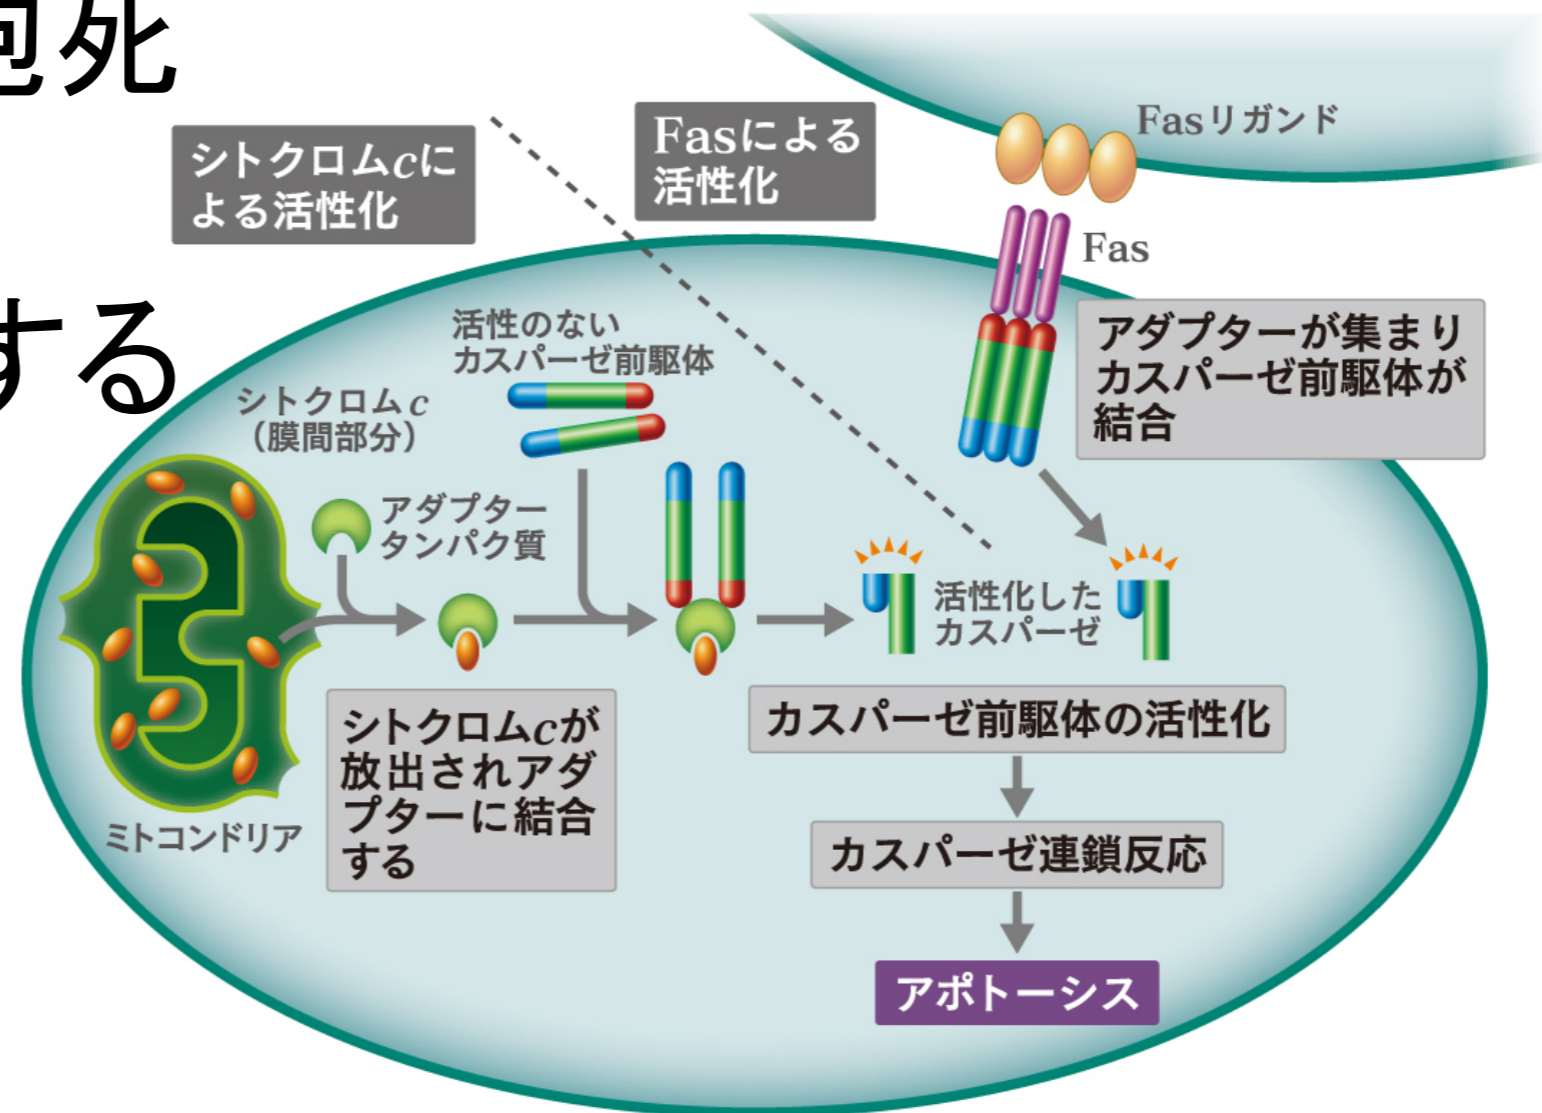 胞死
する
シトクロムcに
よる活性化
Fasによる
活性化
Fasリガンド
Fas
アダプターが集まり
カスパーゼ前駆体が
結合
活性のない
カスパーゼ前駆体
シトクロムc
（膜間部分）
アダプター
タンパク質
活性化した
カスパーゼ
ミトコンドリア
シトクロムcが
放出されアダ
プターに結合
する
カスパーゼ前駆体の活性化
カスパーゼ連鎖反応
アポトーシス